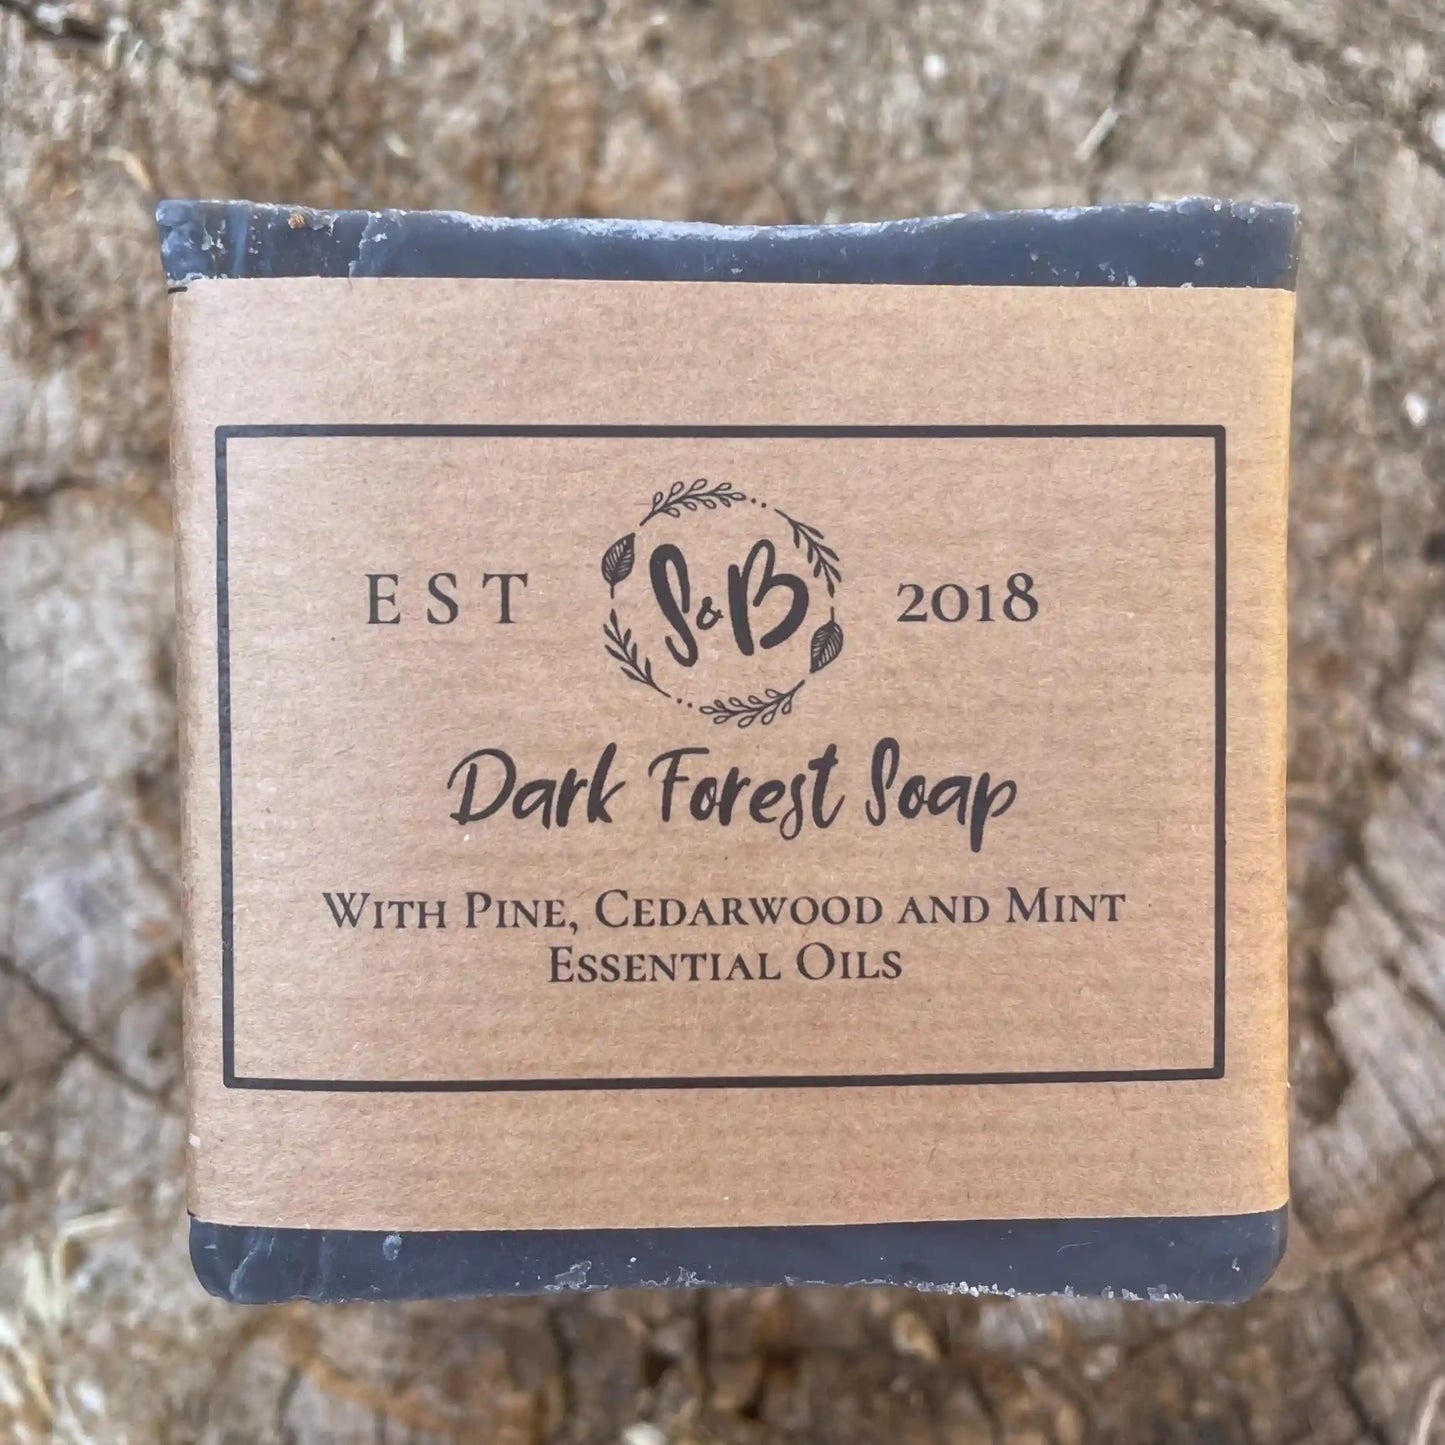 EST S&B 2018
Dark Forest Soap
With Pine, Cedarwood and Mint
Essential Oils